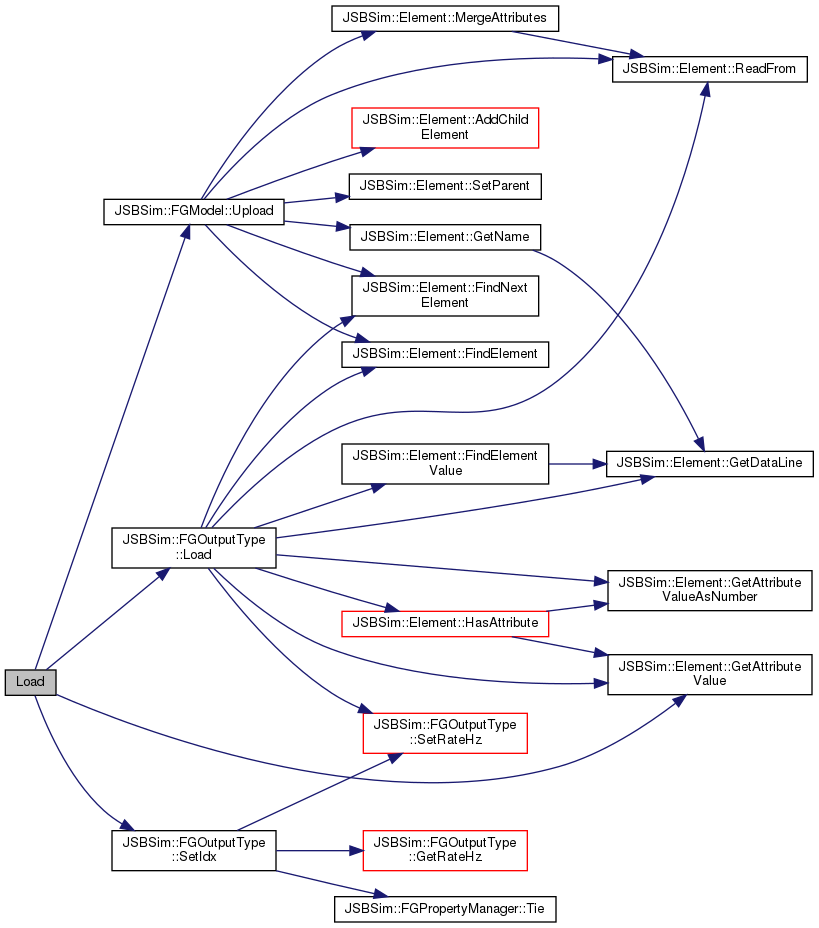 JSBSim::Element::MergeAttributes
JSBSim::Element::ReadFrom
JSBSim::Element::AddChild
Element
JSBSim::Element::SetParent
JSBSim::FGModel::Upload
JSBSim::Element::GetName
JSBSim::Element::FindNext
Element
JSBSim::Element::FindElement
JSBSim::Element::FindElement
Value
JSBSim::Element::GetDataLine
JSBSim::FGOutputType
::Load
JSBSim::Element::GetAttribute
ValueAsNumber
JSBSim::Element::HasAttribute
JSBSim::Element::GetAttribute
Value
Load
JSBSim::FGOutputType
::SetRateHz
JSBSim::FGOutputType
::SetIdx
JSBSim::FGOutputType
::GetRateHz
JSBSim::FGPropertyManager::Tie